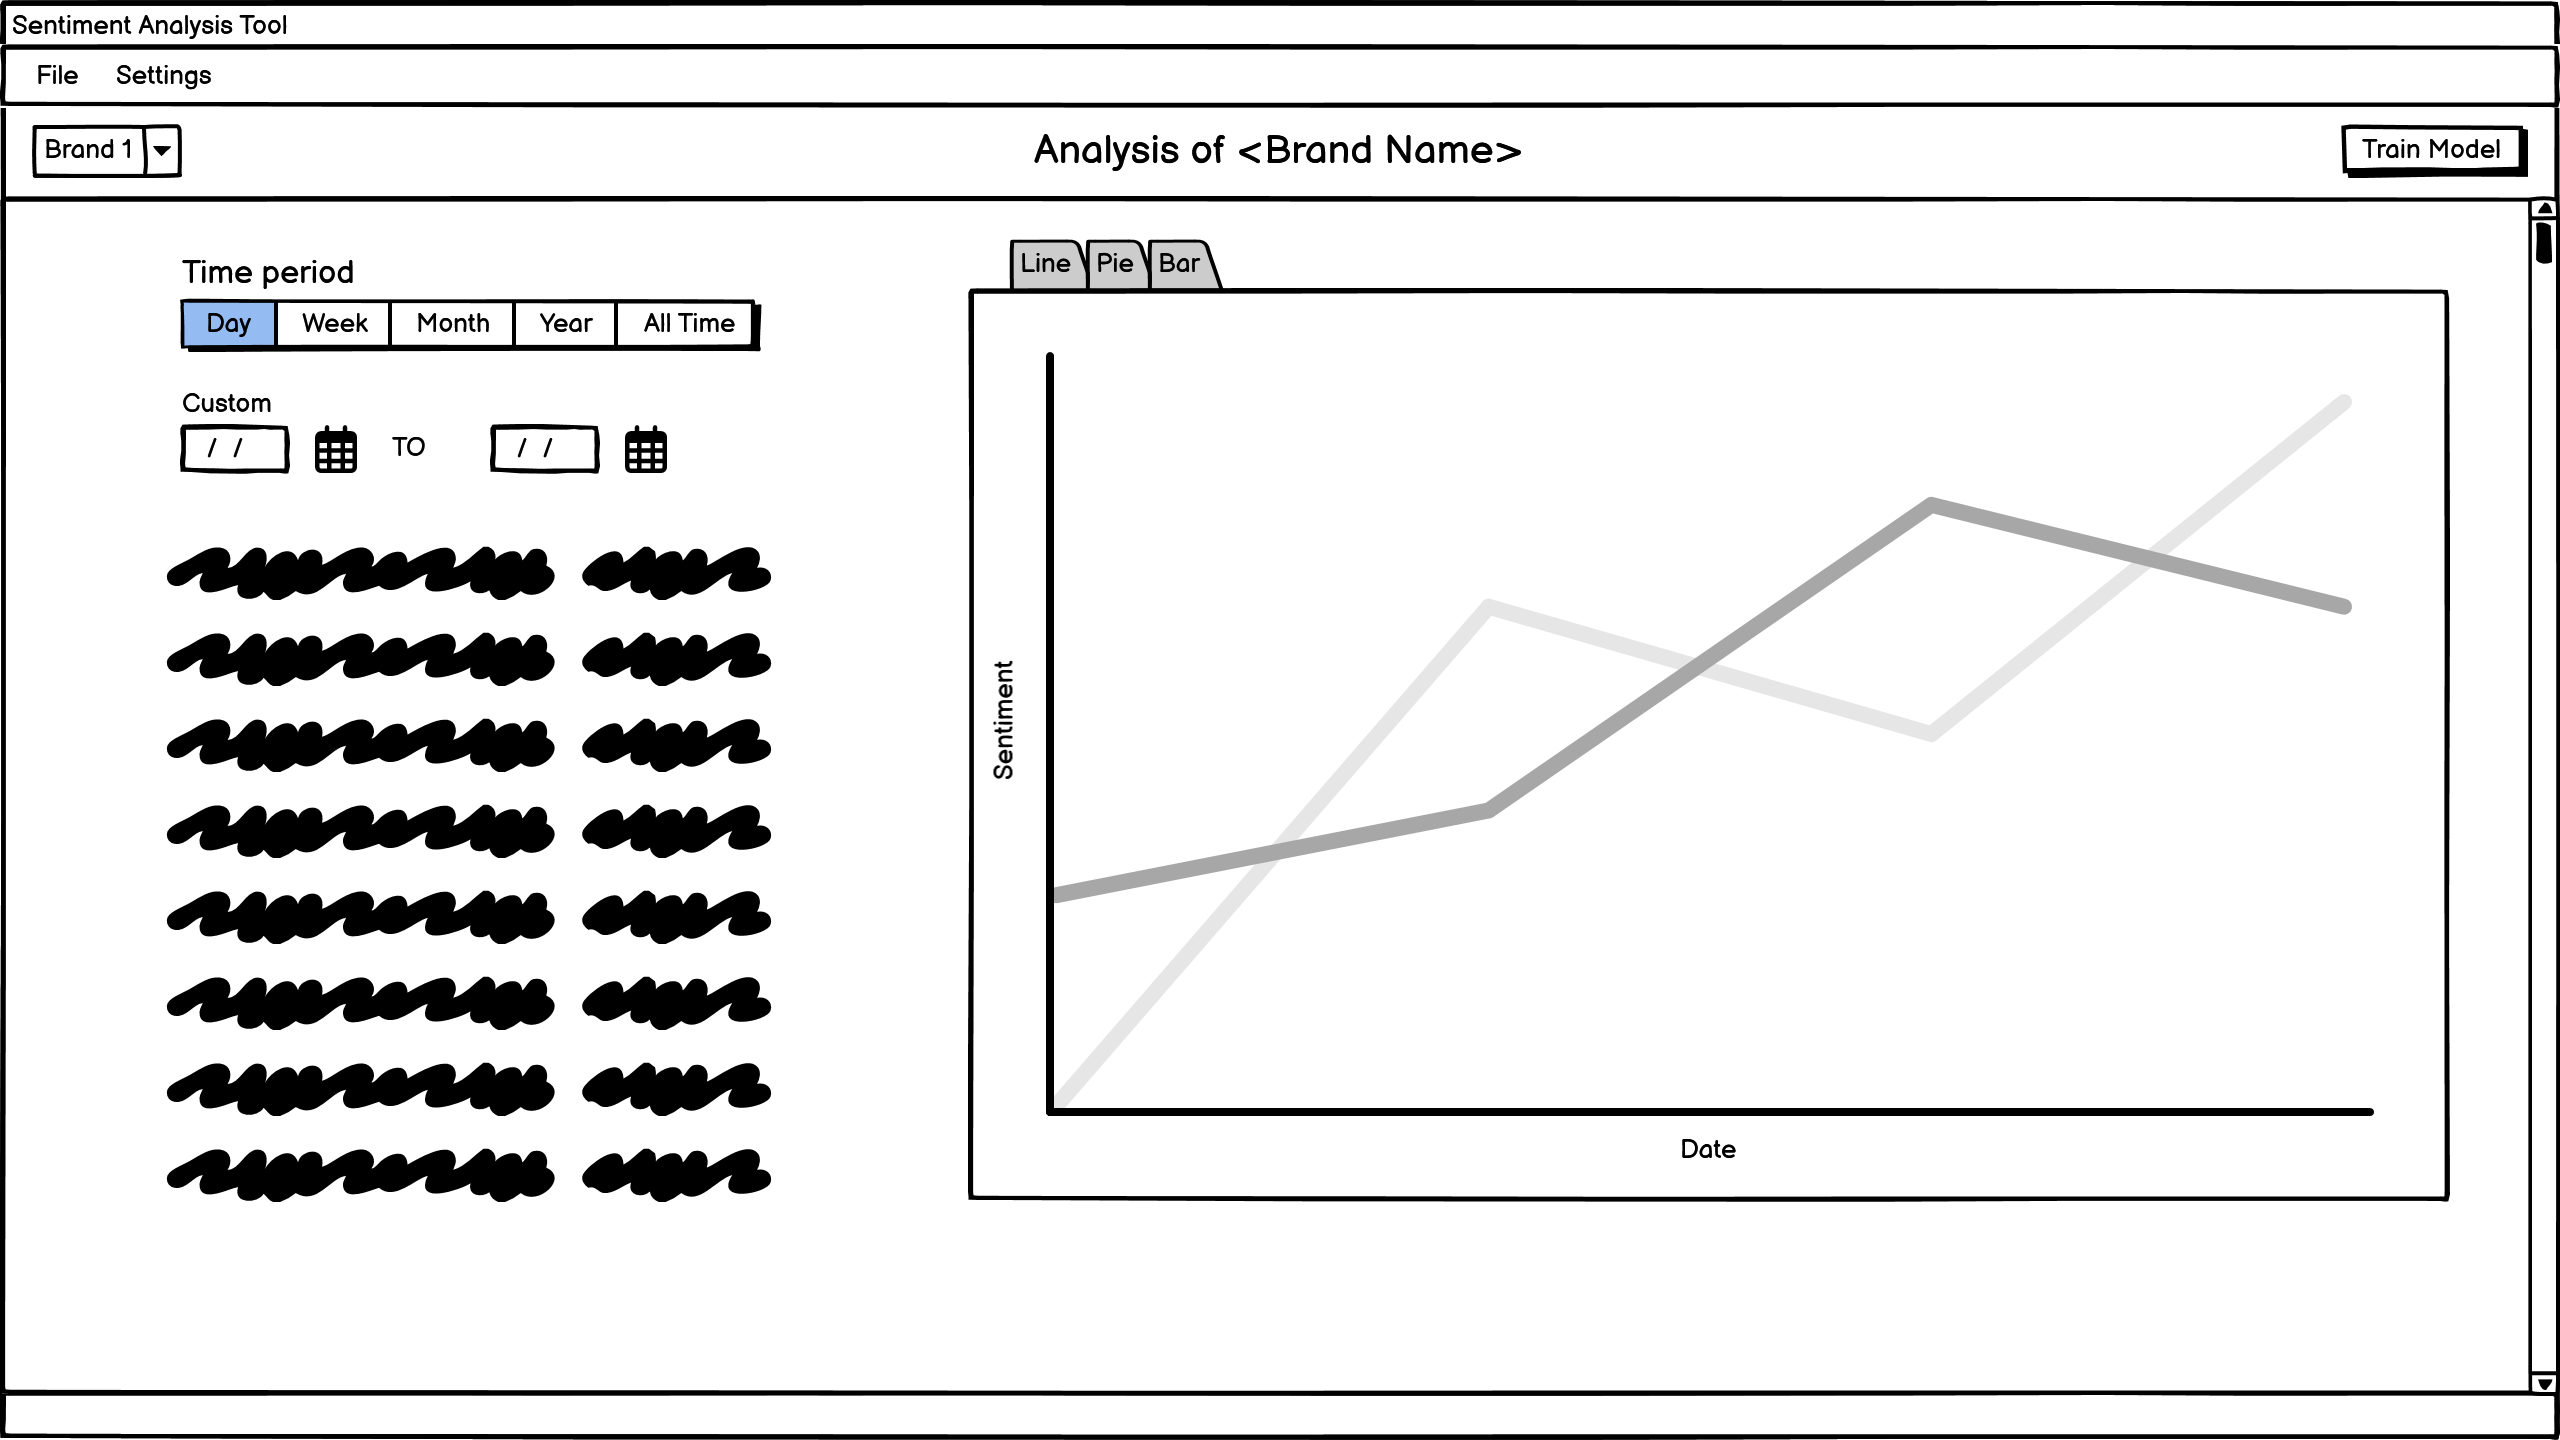 Sentiment Analysis Tool
File Settings
Brand 1
Analysis of <Brand Name>
Train Model
Time period
Day Week Month Year All Time
Custom
/ / TO / /
Line Pie Bar
Sentiment
Date